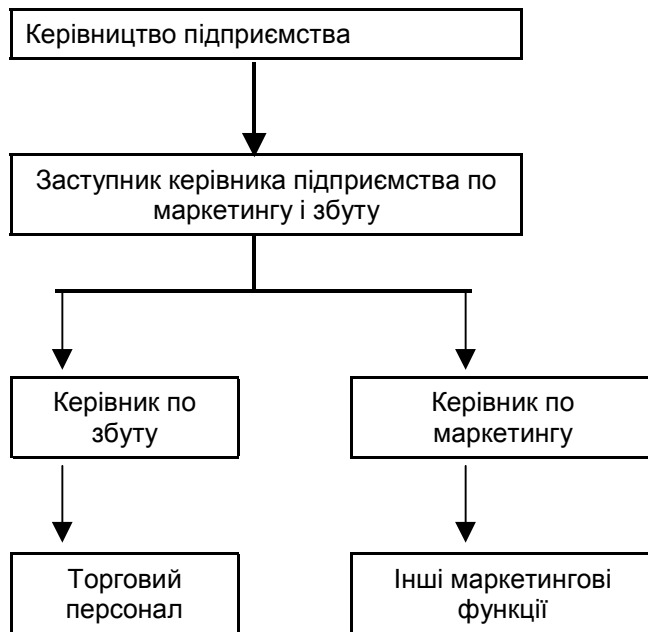 Керівництво підприємства
Заступник керівника підприємства по
маркетингу і збуту
Керівник по
збуту
Керівник по
маркетингу
Торговий
персонал
Інші маркетингові
функції